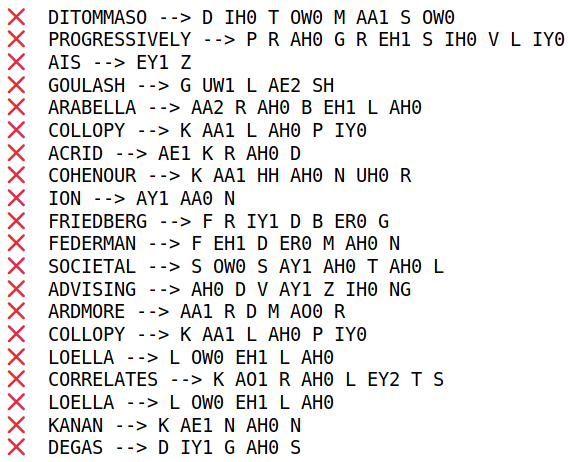 ❌ DITOMMASO --> D IH0 T OW0 M AA1 S OW0
❌ PROGRESSIVELY --> P R AH0 G R EH1 S IH0 V L IY0
❌ AIS --> EY1 Z
❌ GOULASH --> G UW1 L AE2 SH
❌ ARABELLA --> AA2 R AH0 B EH1 L AH0
❌ COLLOPY --> K AA1 L AH0 P IY0
❌ ACRID --> AE1 K R AH0 D
❌ COHENOUR --> K AA1 HH AH0 N UH0 R
❌ ION --> AY1 AA0 N
❌ FRIEDBERG --> F R IY1 D B ER0 G
❌ FEDERMAN --> F EH1 D ER0 M AH0 N
❌ SOCIETAL --> S OW0 S AY1 AH0 T AH0 L
❌ ADVISING --> AH0 D V AY1 Z IH0 NG
❌ ARDMORE --> AA1 R D M AO0 R
❌ COLLOPY --> K AA1 L AH0 P IY0
❌ LOELLA --> L OW0 EH1 L AH0
❌ CORRELATES --> K AO1 R AH0 L EY2 T S
❌ LOELLA --> L OW0 EH1 L AH0
❌ KANAN --> K AE1 N AH0 N
❌ DEGAS --> D IY1 G AH0 S